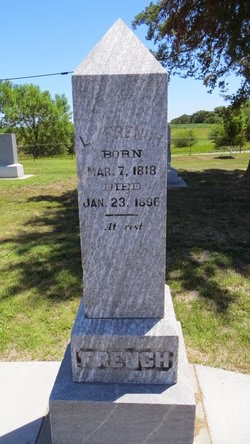 L. FRENCH
BORN
MAR. 7, 1818
DIED
JAN. 23, 1896
At rest
FRENCH